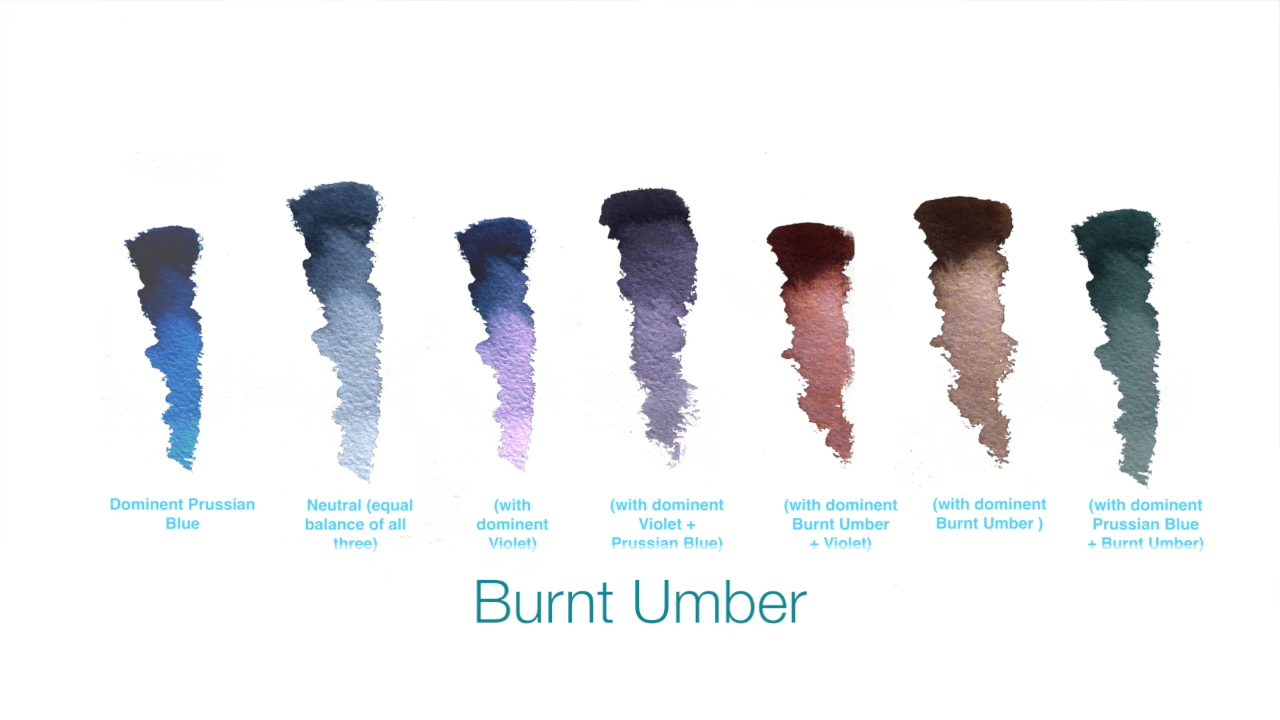 Dominent Prussian
Blue
Neutral (equal
balance of all
three)
(with
dominent
Violet)
(with dominent
Violet +
Prussian Blue)
(with dominent
Burnt Umber
+ Violet)
(with dominent
Burnt Umber )
(with dominent
Prussian Blue
+ Burnt Umber)
Burnt Umber